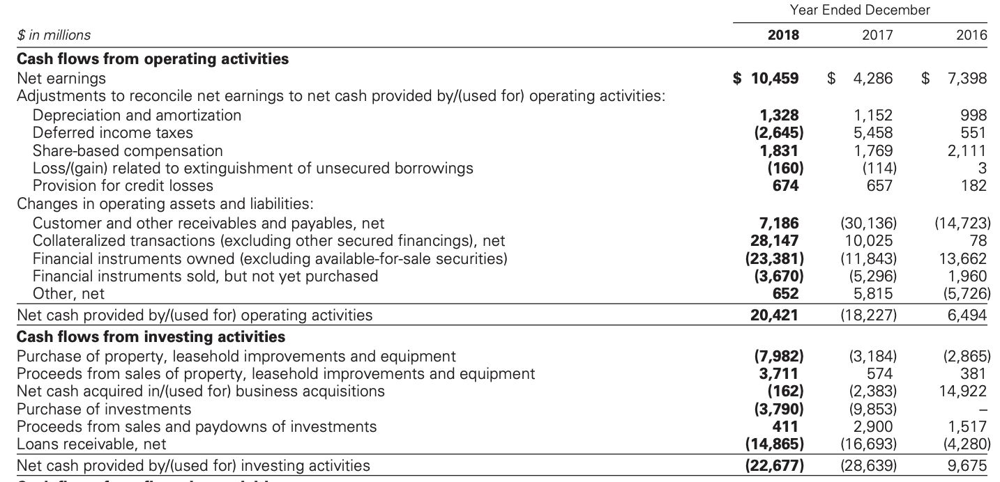 Year Ended December
$ in millions 2018 2017 2016
Cash flows from operating activities
Net earnings $ 10,459 $ 4,286 $ 7,398
Adjustments to reconcile net earnings to net cash provided by/(used for) operating activities:
Depreciation and amortization 1,328 1,152 998
Deferred income taxes (2,645) 5,458 551
Share-based compensation 1,831 1,769 2,111
Loss/(gain) related to extinguishment of unsecured borrowings (160) (114) 3
Provision for credit losses 674 657 182
Changes in operating assets and liabilities:
Customer and other receivables and payables, net 7,186 (30,136) (14,723)
Collateralized transactions (excluding other secured financings), net 28,147 10,025 78
Financial instruments owned (excluding available-for-sale securities) (23,381) (11,843) 13,662
Financial instruments sold, but not yet purchased (3,670) (5,296) 1,960
Other, net 652 5,815 (5,726)
Net cash provided by/(used for) operating activities 20,421 (18,227) 6,494
Cash flows from investing activities
Purchase of property, leasehold improvements and equipment (7,982) (3,184) (2,865)
Proceeds from sales of property, leasehold improvements and equipment 3,711 574 381
Net cash acquired in/(used for) business acquisitions (162) (2,383) 14,922
Purchase of investments (3,790) (9,853) –
Proceeds from sales and paydowns of investments 411 2,900 1,517
Loans receivable, net (14,865) (16,693) (4,280)
Net cash provided by/(used for) investing activities (22,677) (28,639) 9,675